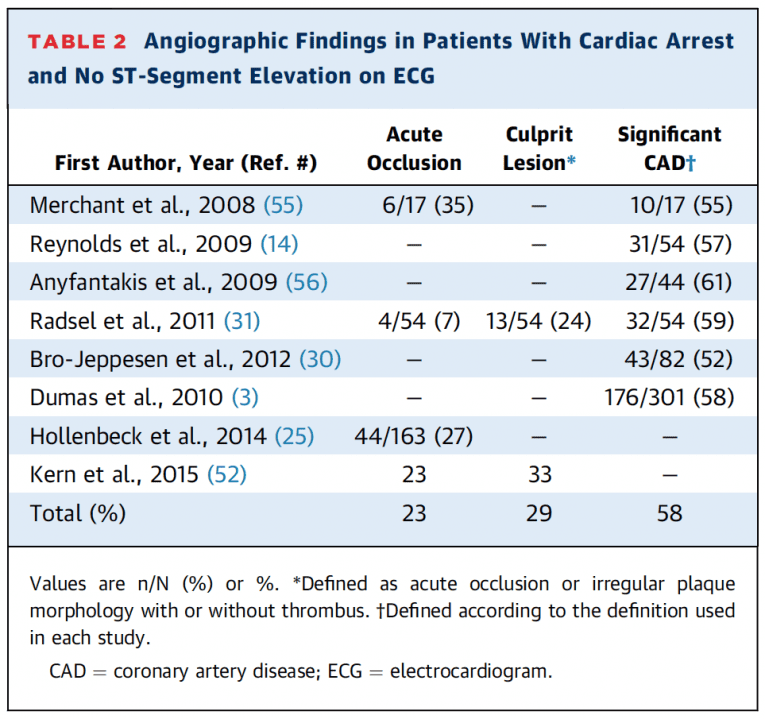 TABLE 2 Angiographic Findings in Patients With Cardiac Arrest
and No ST-Segment Elevation on ECG
First Author, Year (Ref. #) Acute Occlusion Culprit Lesion* Significant CAD†
Merchant et al., 2008 (55) 6/17 (35) — 10/17 (55)
Reynolds et al., 2009 (14) — — 31/54 (57)
Anyfantakis et al., 2009 (56) — — 27/44 (61)
Radsel et al., 2011 (31) 4/54 (7) 13/54 (24) 32/54 (59)
Bro-Jeppesen et al., 2012 (30) — — 43/82 (52)
Dumas et al., 2010 (3) — — 176/301 (58)
Hollenbeck et al., 2014 (25) 44/163 (27) — —
Kern et al., 2015 (52) 23 33 —
Total (%) 23 29 58
Values are n/N (%) or %. *Defined as acute occlusion or irregular plaque
morphology with or without thrombus. †Defined according to the definition used
in each study.
CAD = coronary artery disease; ECG = electrocardiogram.